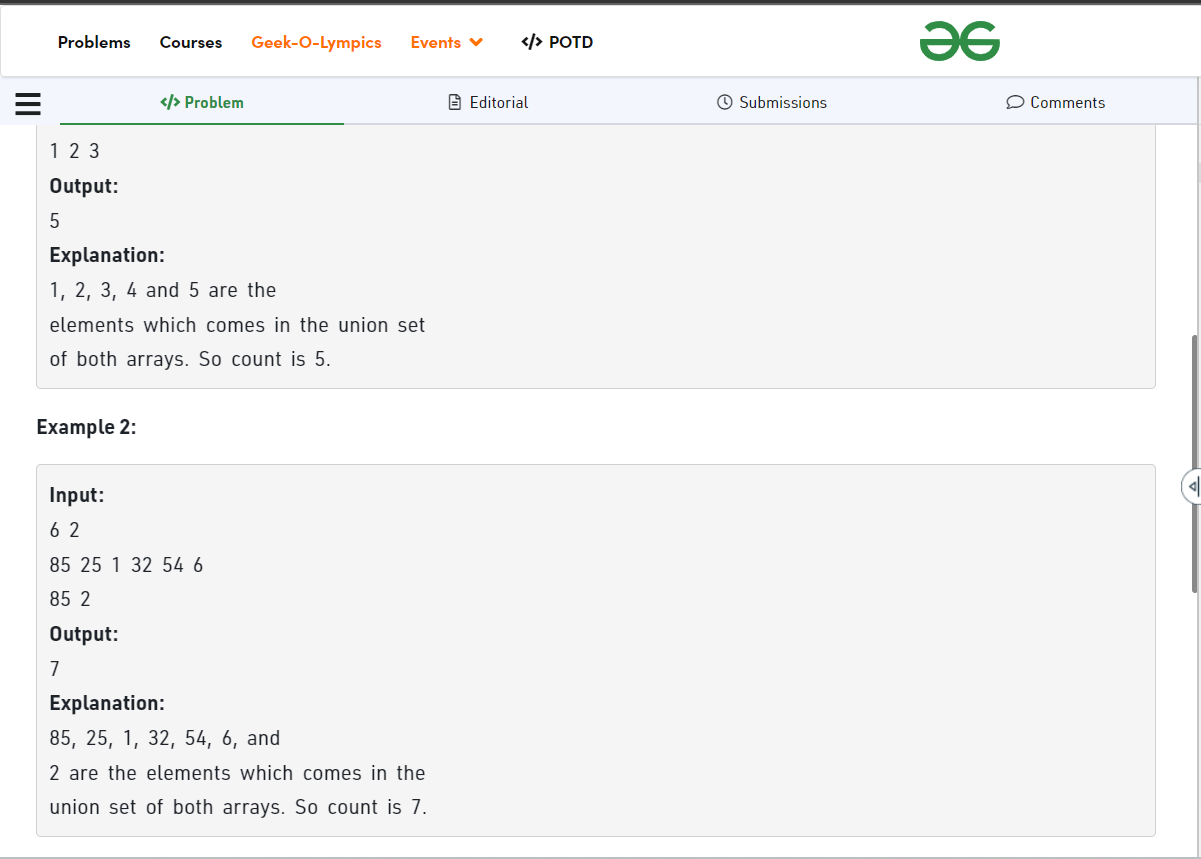 Problems Courses Geek-O-Lympics Events </> POTD
</> Problem Editorial Submissions Comments
1 2 3
Output:
5
Explanation:
1, 2, 3, 4 and 5 are the
elements which comes in the union set
of both arrays. So count is 5.
Example 2:
Input:
6 2
85 25 1 32 54 6
85 2
Output:
7
Explanation:
85, 25, 1, 32, 54, 6, and
2 are the elements which comes in the
union set of both arrays. So count is 7.